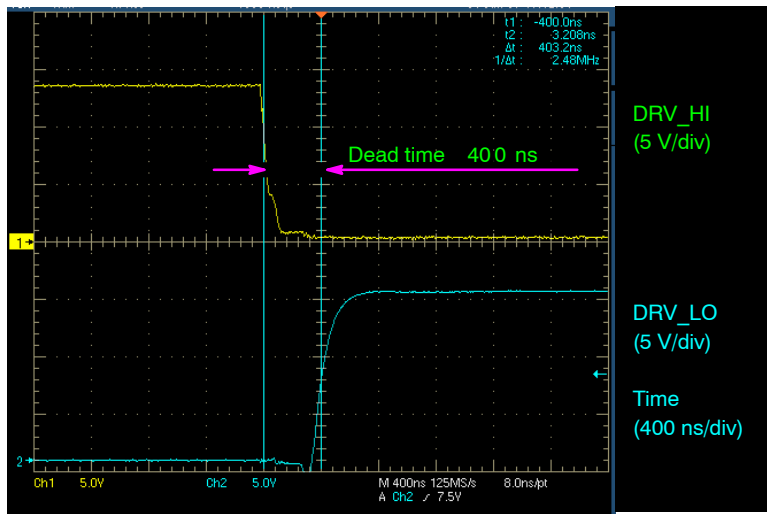 t1 : -400.0ns
t2 : 3.208ns
Δt : 403.2ns
1/Δt : 2.48MHz
DRV_HI
(5 V/div)
Dead time 400 ns
1
DRV_LO
(5 V/div)
Time
(400 ns/div)
2
Ch1 5.0V Ch2 5.0V M 400ns 125MS/s 8.0ns/pt
A Ch2 ⁄ 7.5V